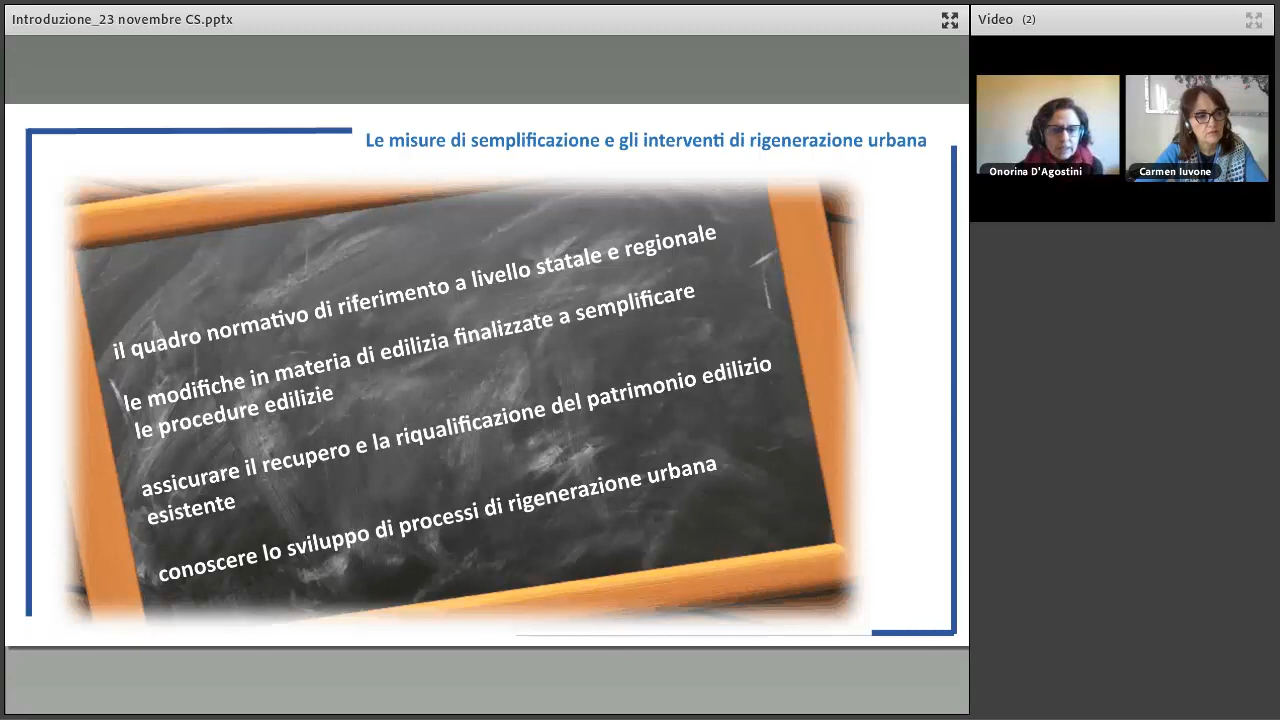 Introduzione_23 novembre CS.pptx
Video (2)
Onorina D'Agostini
Carmen Iuvone
Le misure di semplificazione e gli interventi di rigenerazione urbana
il quadro normativo di riferimento a livello statale e regionale
le modifiche in materia di edilizia finalizzate a semplificare
le procedure edilizie
assicurare il recupero e la riqualificazione del patrimonio edilizio
esistente
conoscere lo sviluppo di processi di rigenerazione urbana